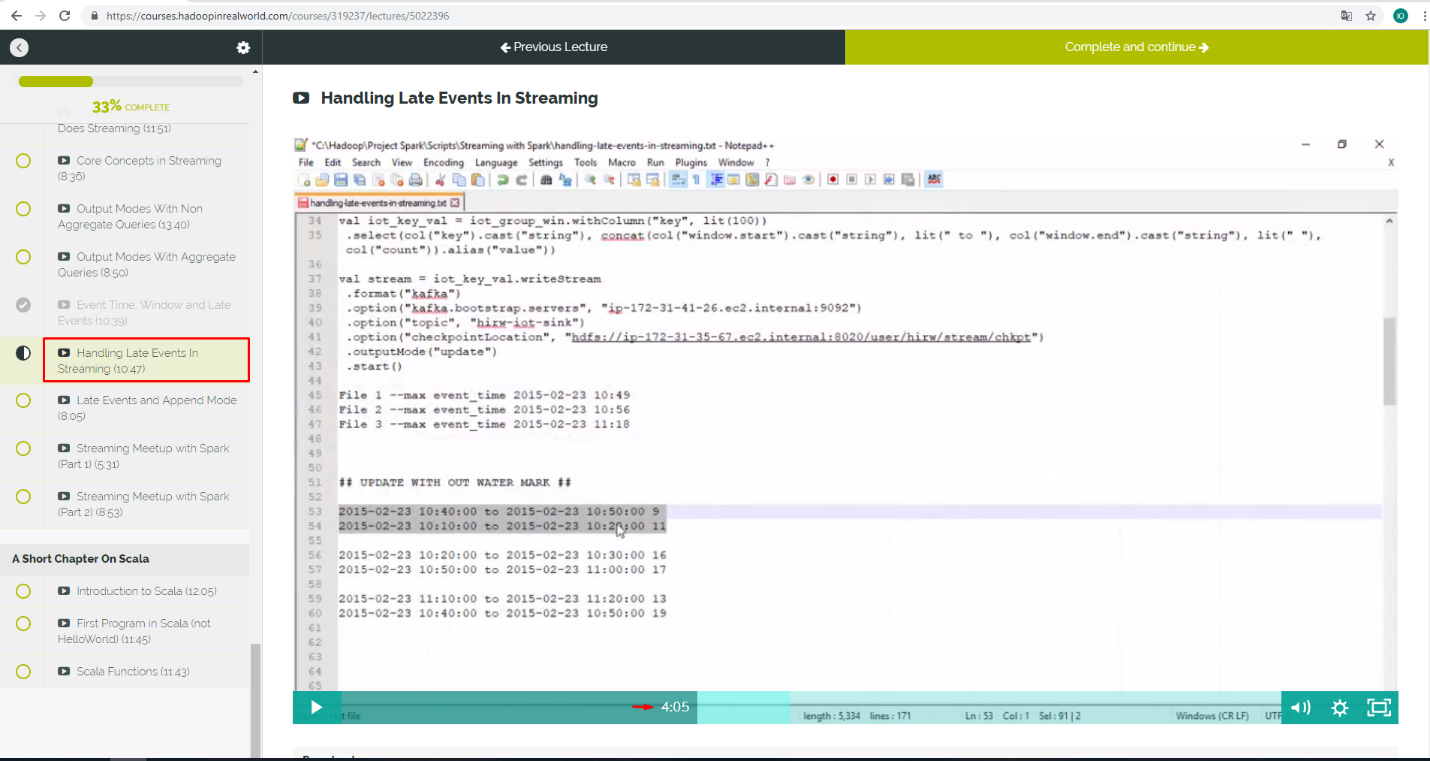 https://courses.hadoopinrealworld.com/courses/319237/lectures/5022396
IO
Previous Lecture
Complete and continue
33% COMPLETE
Does Streaming (11:51)
Core Concepts in Streaming
(8:36)
Output Modes With Non
Aggregate Queries (13:40)
Output Modes With Aggregate
Queries (8:50)
Event Time, Window and Late
Events (10:39)
Handling Late Events In
Streaming (10:47)
Late Events and Append Mode
(8:05)
Streaming Meetup with Spark
(Part 1) (5:31)
Streaming Meetup with Spark
(Part 2) (8:53)
A Short Chapter On Scala
Introduction to Scala (12:05)
First Program in Scala (not
HelloWorld) (11:45)
Scala Functions (11:43)
Handling Late Events In Streaming
*C:\Hadoop\Project Spark\Scripts\Streaming with Spark\handling-late-events-in-streaming.txt - Notepad++
File Edit Search View Encoding Language Settings Tools Macro Run Plugins Window ?
X
ABC
handling-late-events-in-streaming.txt
34 val iot_key_val = iot_group_win.withColumn("key", lit(100))
35 .select(col("key").cast("string"), concat(col("window.start").cast("string"), lit(" to "), col("window.end").cast("string"), lit(" "),
col("count")).alias("value"))
36
37 val stream = iot_key_val.writeStream
38 .format("kafka")
39 .option("kafka.bootstrap.servers", "ip-172-31-41-26.ec2.internal:9092")
40 .option("topic", "hirw-iot-sink")
41 .option("checkpointLocation", "hdfs://ip-172-31-35-67.ec2.internal:8020/user/hirw/stream/chkpt")
42 .outputMode("update")
43 .start()
44
45 File 1 --max event_time 2015-02-23 10:49
46 File 2 --max event_time 2015-02-23 10:56
47 File 3 --max event_time 2015-02-23 11:18
48
49
50
51 ## UPDATE WITH OUT WATER MARK ##
52
53 2015-02-23 10:40:00 to 2015-02-23 10:50:00 9
54 2015-02-23 10:10:00 to 2015-02-23 10:20:00 11
55
56 2015-02-23 10:20:00 to 2015-02-23 10:30:00 16
57 2015-02-23 10:50:00 to 2015-02-23 11:00:00 17
58
59 2015-02-23 11:10:00 to 2015-02-23 11:20:00 13
60 2015-02-23 10:40:00 to 2015-02-23 10:50:00 19
61
62
63
64
65
4:05
file length : 5,334 lines : 171 Ln : 53 Col : 1 Sel : 91 | 2 Windows (CR LF) UTF